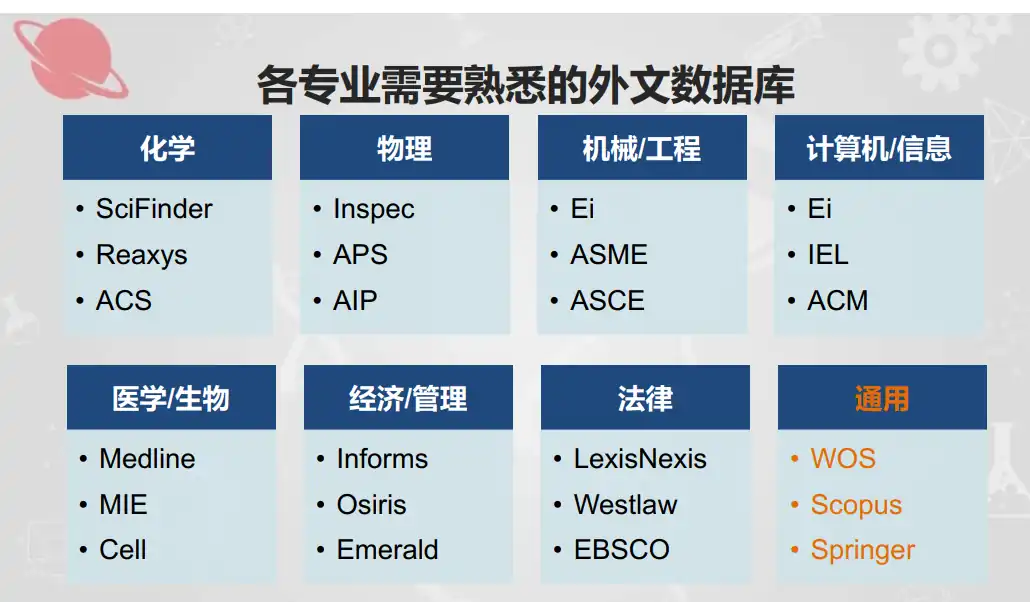 各专业需要熟悉的外文数据库
化学
• SciFinder
• Reaxys
• ACS
物理
• Inspec
• APS
• AIP
机械/工程
• Ei
• ASME
• ASCE
计算机/信息
• Ei
• IEL
• ACM
医学/生物
• Medline
• MIE
• Cell
经济/管理
• Informs
• Osiris
• Emerald
法律
• LexisNexis
• Westlaw
• EBSCO
通用
• WOS
• Scopus
• Springer